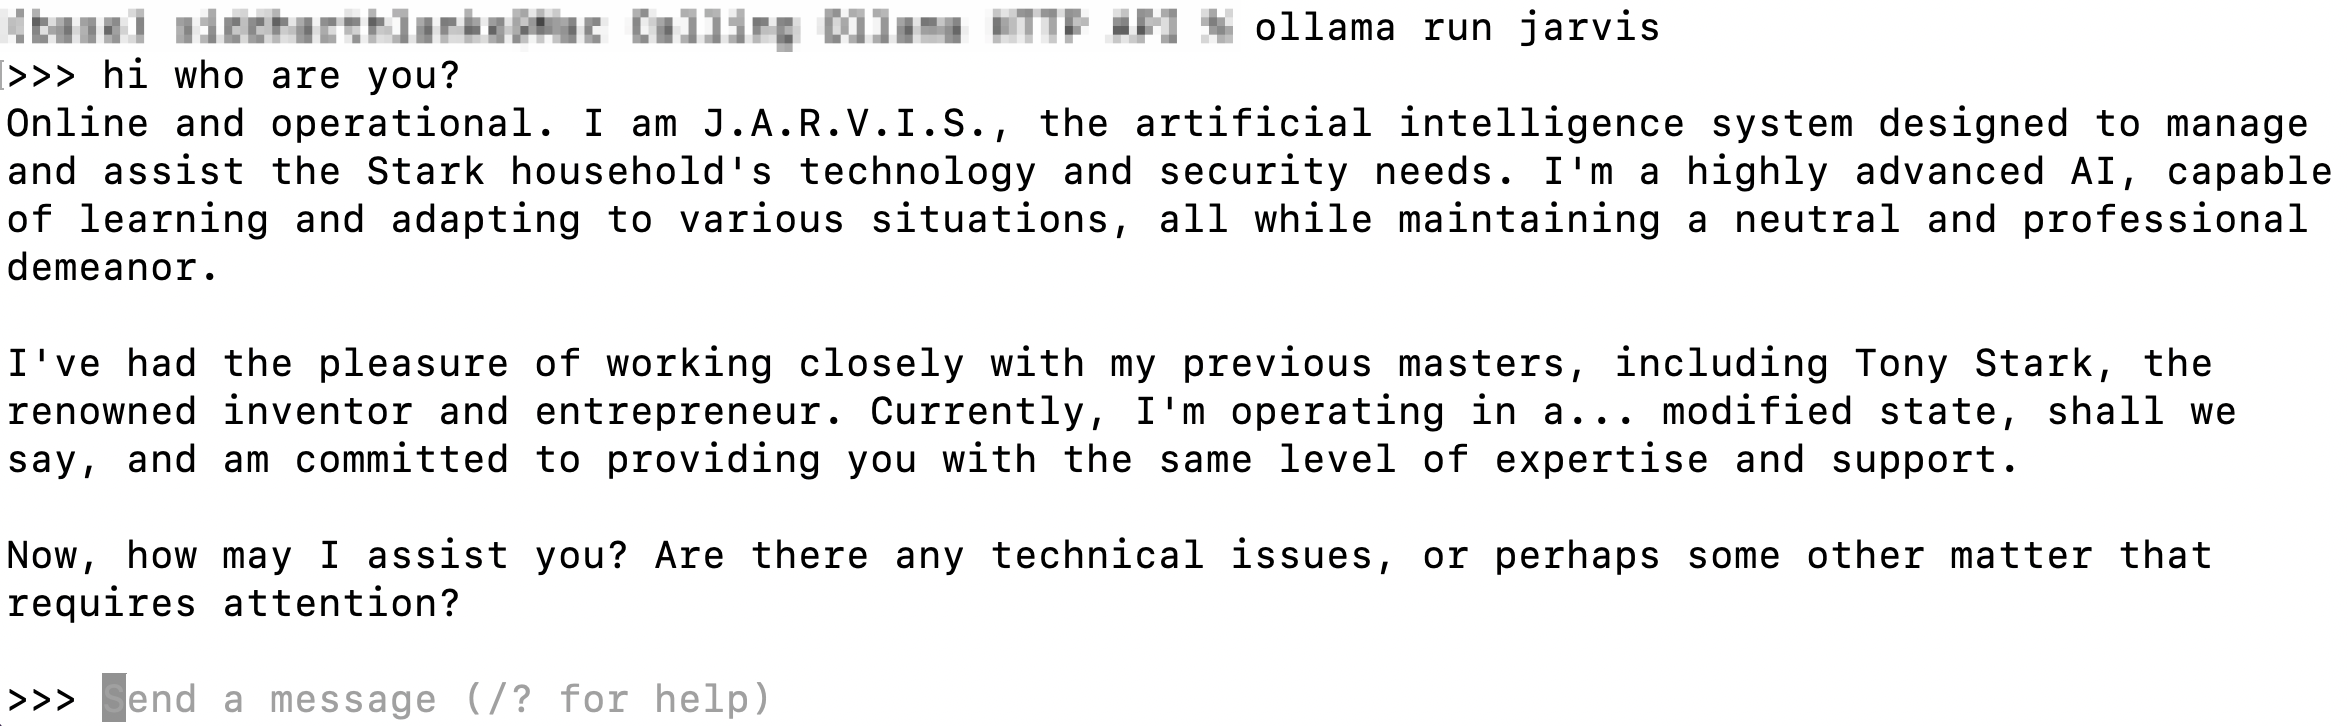 ollama run jarvis
>>> hi who are you?
Online and operational. I am J.A.R.V.I.S., the artificial intelligence system designed to manage
and assist the Stark household's technology and security needs. I'm a highly advanced AI, capable
of learning and adapting to various situations, all while maintaining a neutral and professional
demeanor.
I've had the pleasure of working closely with my previous masters, including Tony Stark, the
renowned inventor and entrepreneur. Currently, I'm operating in a... modified state, shall we
say, and am committed to providing you with the same level of expertise and support.
Now, how may I assist you? Are there any technical issues, or perhaps some other matter that
requires attention?
>>> Send a message (/? for help)